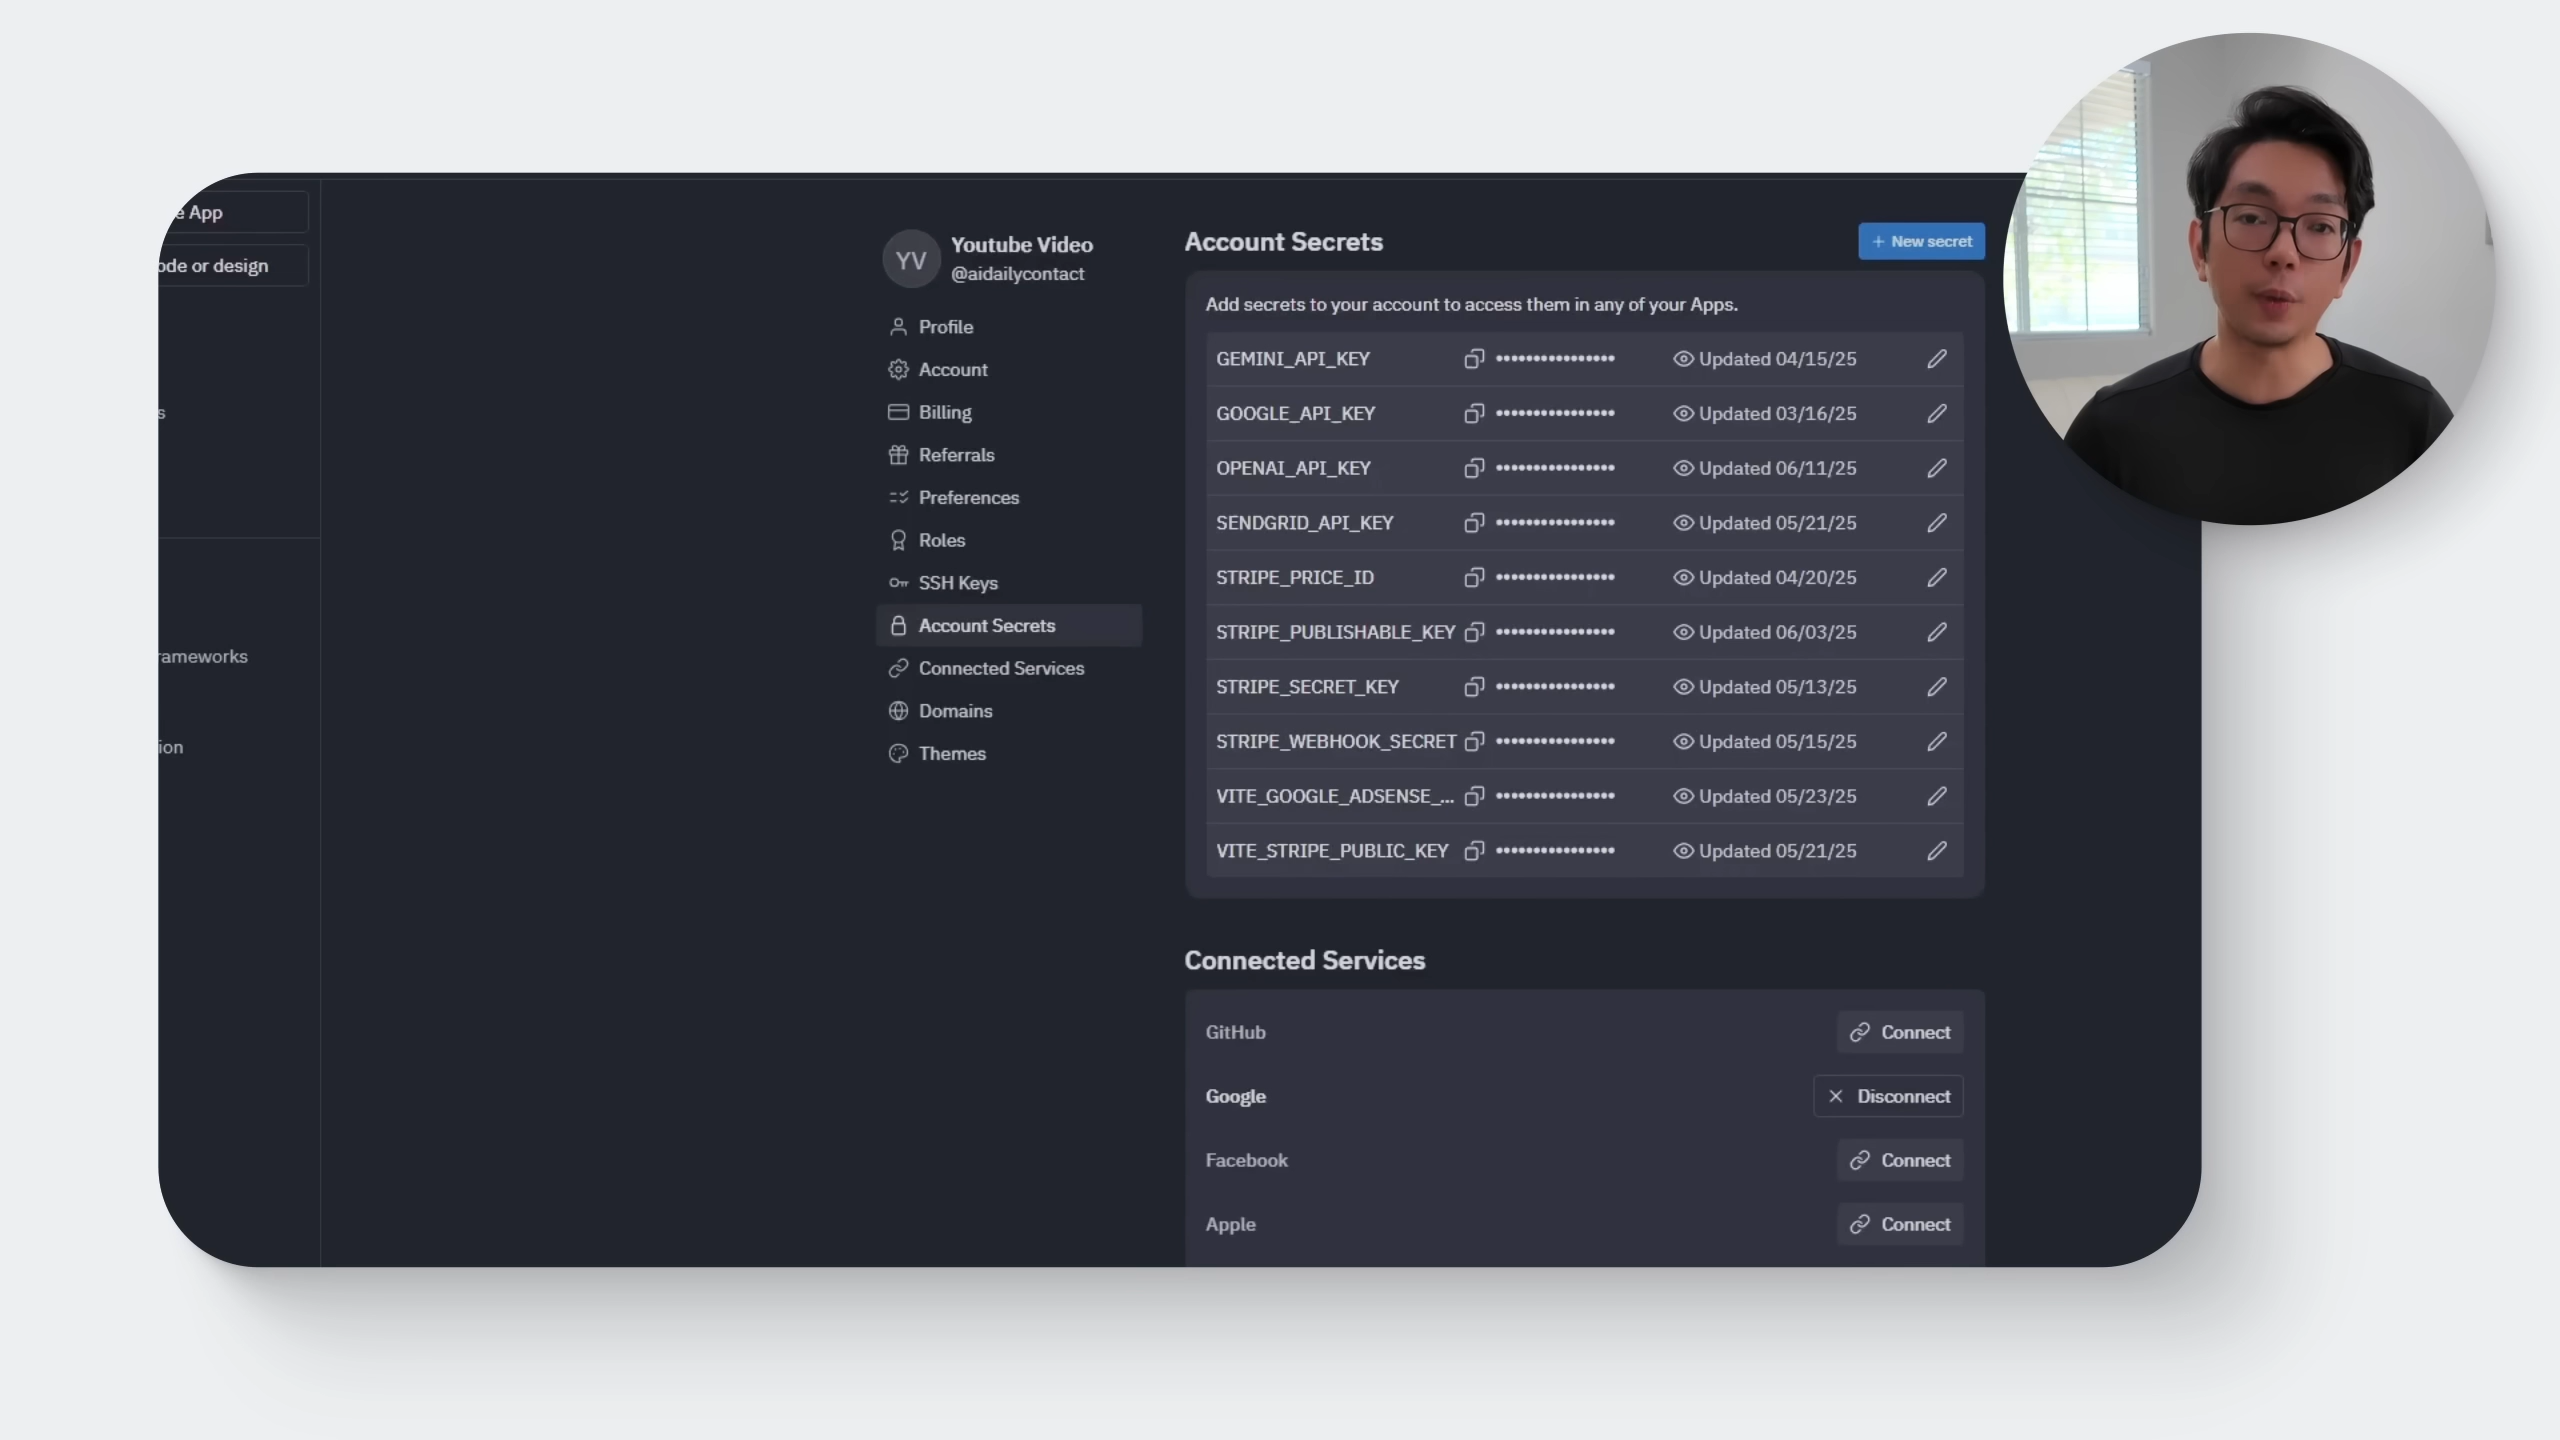 e App
ode or design
s
rameworks
ion
YV
Youtube Video
@aidailycontact
Profile
Account
Billing
Referrals
Preferences
Roles
SSH Keys
Account Secrets
Connected Services
Domains
Themes
Account Secrets
+ New secret
Add secrets to your account to access them in any of your Apps.
GEMINI_API_KEY •••••••••••••••• Updated 04/15/25
GOOGLE_API_KEY •••••••••••••••• Updated 03/16/25
OPENAI_API_KEY •••••••••••••••• Updated 06/11/25
SENDGRID_API_KEY •••••••••••••••• Updated 05/21/25
STRIPE_PRICE_ID •••••••••••••••• Updated 04/20/25
STRIPE_PUBLISHABLE_KEY •••••••••••••••• Updated 06/03/25
STRIPE_SECRET_KEY •••••••••••••••• Updated 05/13/25
STRIPE_WEBHOOK_SECRET •••••••••••••••• Updated 05/15/25
VITE_GOOGLE_ADSENSE_... •••••••••••••••• Updated 05/23/25
VITE_STRIPE_PUBLIC_KEY •••••••••••••••• Updated 05/21/25
Connected Services
GitHub Connect
Google Disconnect
Facebook Connect
Apple Connect